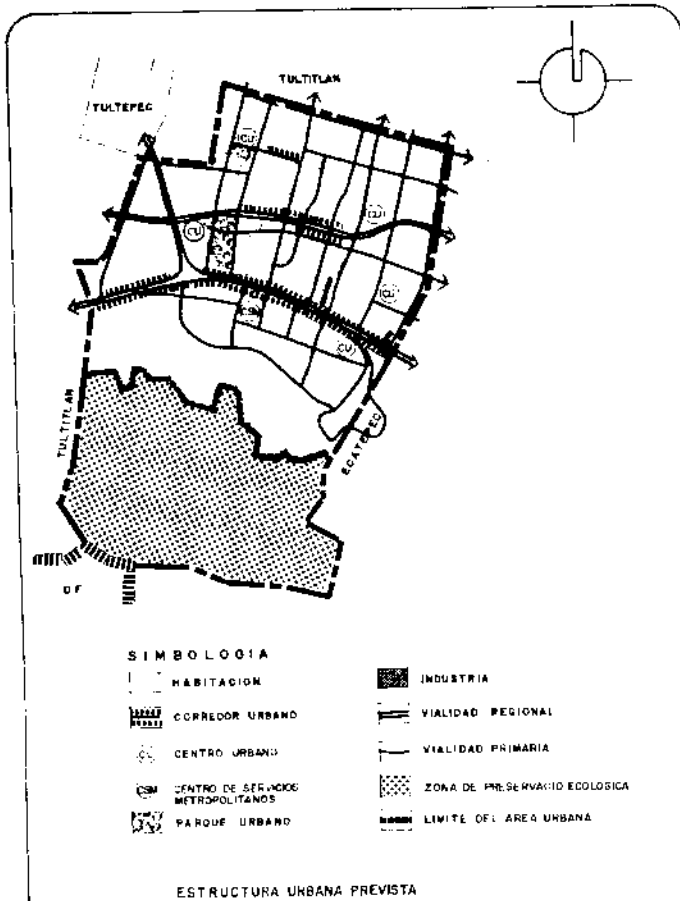 TULTITLAN
TULTEPEC
CU
CU
CU
CSM
CU
TULTITLAN
ECATEPEC
DF
SIMBOLOGIA
HABITACION
INDUSTRIA
CORREDOR URBANO
VIALIDAD REGIONAL
CU
CENTRO URBANO
VIALIDAD PRIMARIA
CSM
CENTRO DE SERVICIOS
METROPOLITANOS
ZONA DE PRESERVACIO ECOLOGICA
PARQUE URBANO
LIMITE DEL AREA URBANA
ESTRUCTURA URBANA PREVISTA